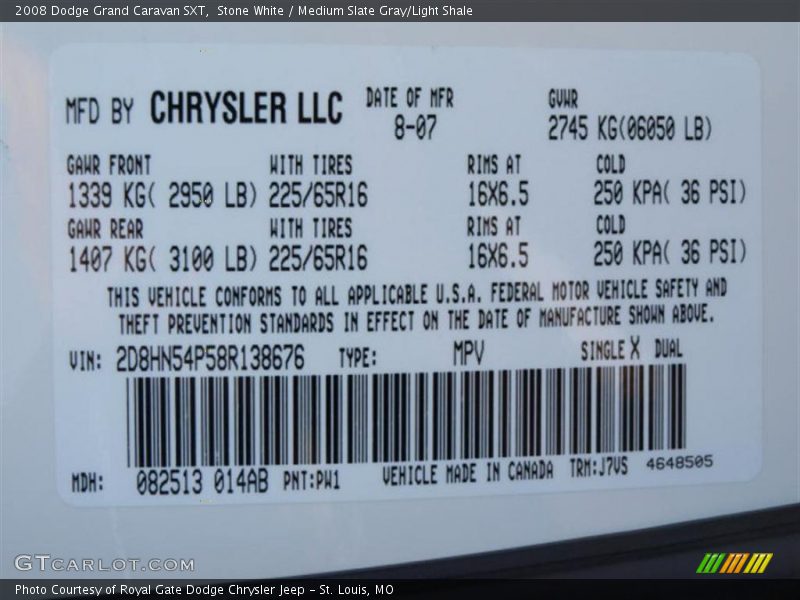 2008 Dodge Grand Caravan SXT,  Stone White / Medium Slate Gray/Light Shale
MFD BY CHRYSLER LLC DATE OF MFR GVWR
8-07 2745 KG(06050 LB)
GAWR FRONT WITH TIRES RIMS AT COLD
1339 KG( 2950 LB) 225/65R16 16X6.5 250 KPA( 36 PSI)
GAWR REAR WITH TIRES RIMS AT COLD
1407 KG( 3100 LB) 225/65R16 16X6.5 250 KPA( 36 PSI)
THIS VEHICLE CONFORMS TO ALL APPLICABLE U.S.A. FEDERAL MOTOR VEHICLE SAFETY AND
THEFT PREVENTION STANDARDS IN EFFECT ON THE DATE OF MANUFACTURE SHOWN ABOVE.
VIN: 2D8HN54P58R138676 TYPE: MPV SINGLE X DUAL
MDH: 082513 014AB PNT:PW1 VEHICLE MADE IN CANADA TRM:J7VS 4648505
GTCARLOT.COM
Photo Courtesy of Royal Gate Dodge Chrysler Jeep - St. Louis, MO